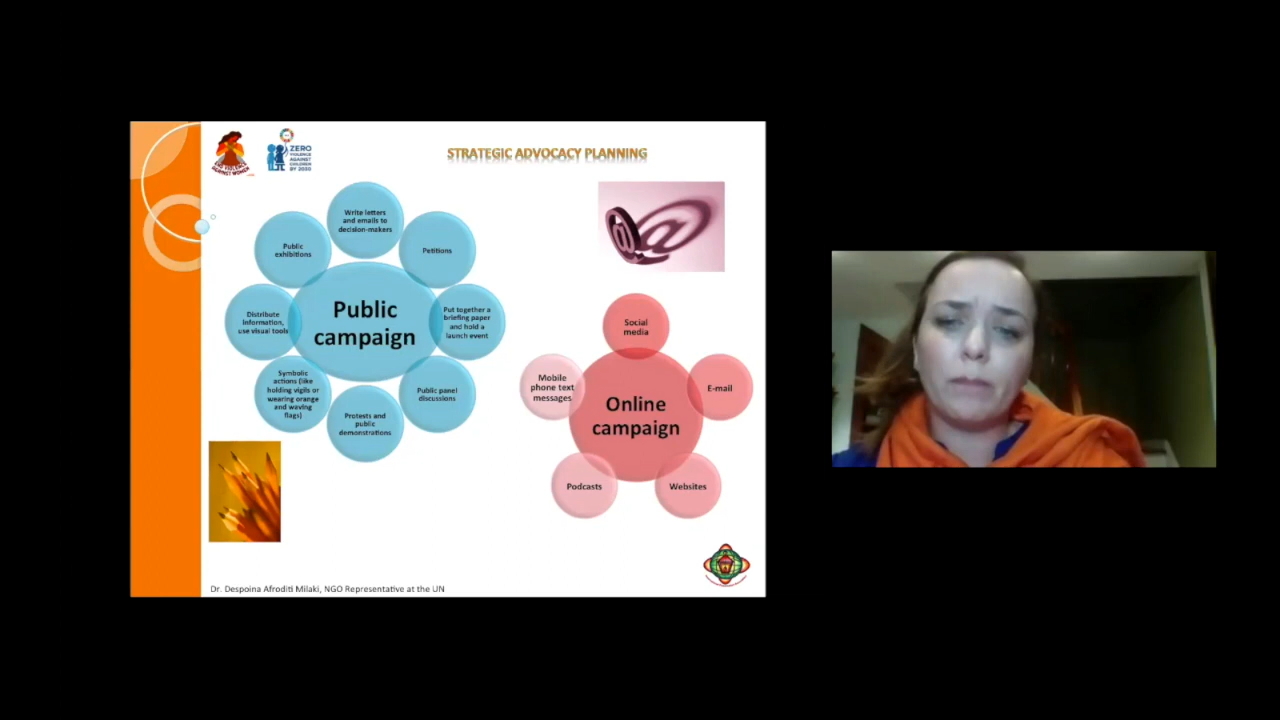 ZERO
VIOLENCE
AGAINST
CHILDREN
BY 2030
AGAINST WOMEN
STRATEGIC ADVOCACY PLANNING
Write letters
and emails to
decision-makers
Petitions
Put together a
briefing paper
and hold a
launch event
Public panel
discussions
Protests and
public
demonstrations
Symbolic
actions (like
holding vigils or
wearing orange
and waving
flags)
Distribute
information,
use visual tools
Public
exhibitions
Public
campaign
@
Social
media
E-mail
Websites
Podcasts
Mobile
phone text
messages
Online
campaign
Dr. Despoina Afroditi Milaki, NGO Representative at the UN